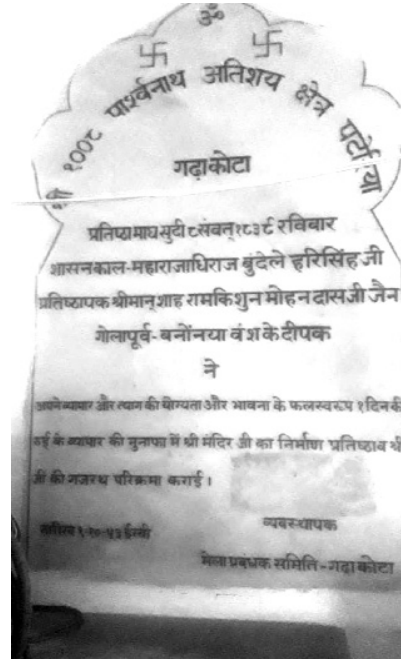 ॐ
श्री १००८ पार्श्वनाथ अतिशय क्षेत्र
गढ़ाकोटा
प्रतिष्ठा माघ सुदी ८ संवत् १८३९ रविवार
शासनकाल-महाराजाधिराज बुंदेले हरिसिंह जी
प्रतिष्ठापक श्रीमान् शाह रामकिशुन मोहनदास जी जैन
गोलापूर्व-बनोंनया वंश के दीपक
ने
अपने व्यापार और त्याग की योग्यता और भावना के फलस्वरूप १ दिन की
रुई के व्यापार की मुनाफा में श्री मंदिर जी का निर्माण प्रतिष्ठा व श्री
जी की गजरथ परिक्रमा कराई।
व्यवस्थापक
मेला प्रबंधक समिति-गढ़ाकोटा